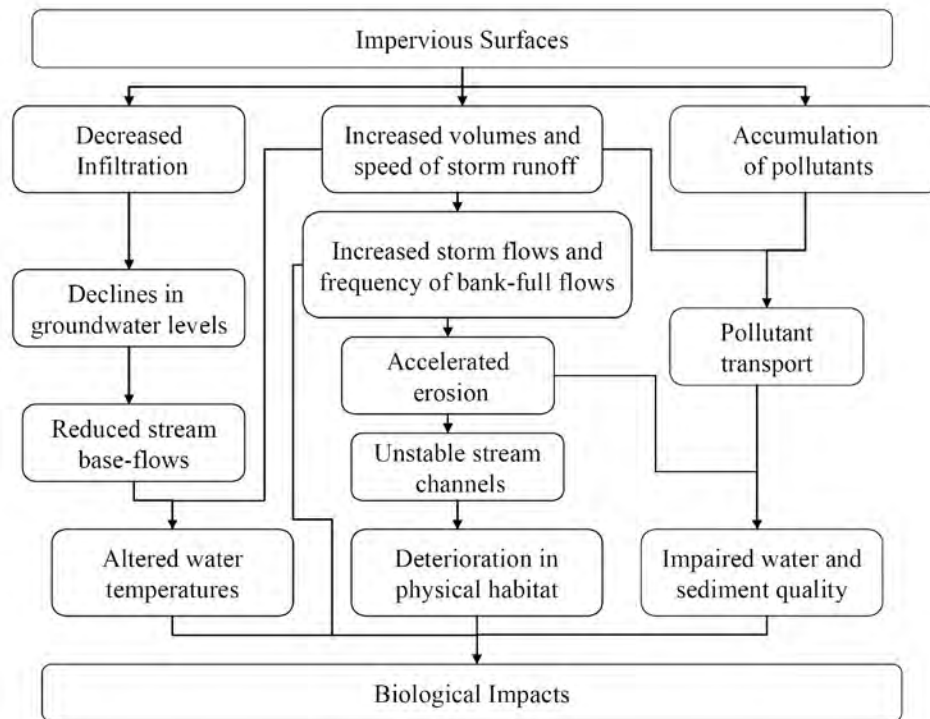 Impervious Surfaces
Decreased
Infiltration
Increased volumes and
speed of storm runoff
Accumulation
of pollutants
Increased storm flows and
frequency of bank-full flows
Declines in
groundwater levels
Pollutant
transport
Accelerated
erosion
Reduced stream
base-flows
Unstable stream
channels
Altered water
temperatures
Deterioration in
physical habitat
Impaired water and
sediment quality
Biological Impacts